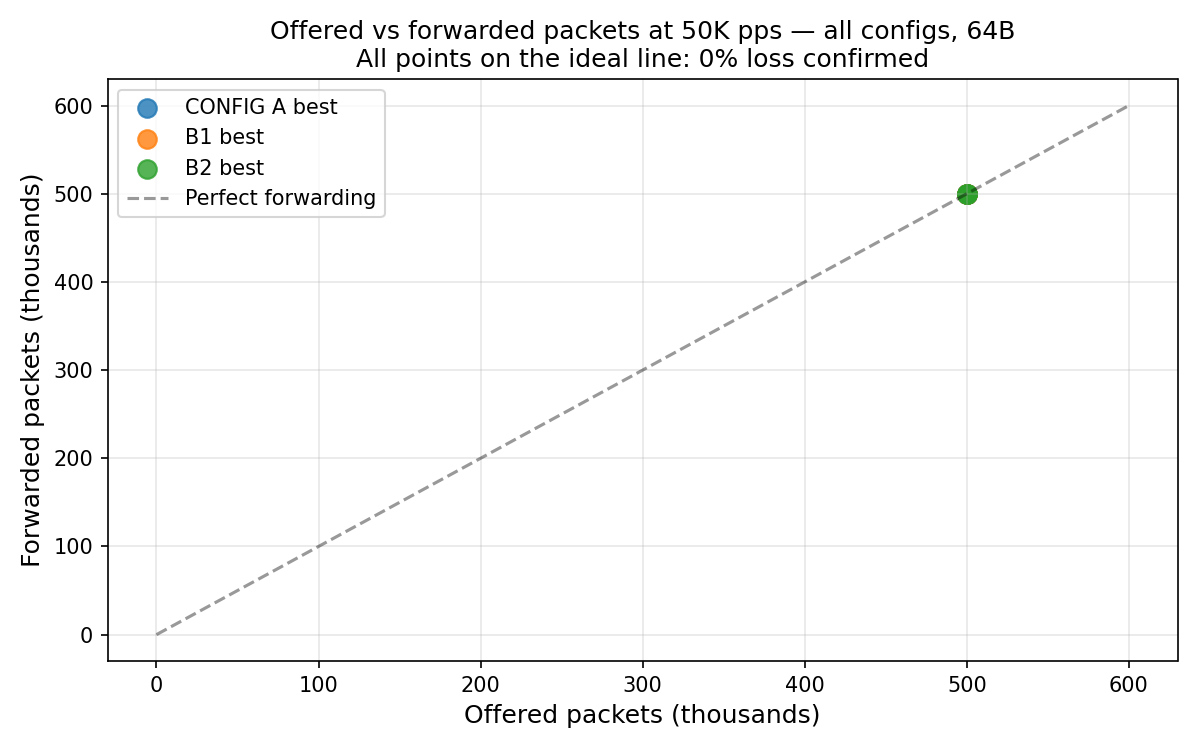 Offered vs forwarded packets at 50K pps — all configs, 64B
All points on the ideal line: 0% loss confirmed
CONFIG A best
B1 best
B2 best
Perfect forwarding
Forwarded packets (thousands)
600
500
400
300
200
100
0
0 100 200 300 400 500 600
Offered packets (thousands)